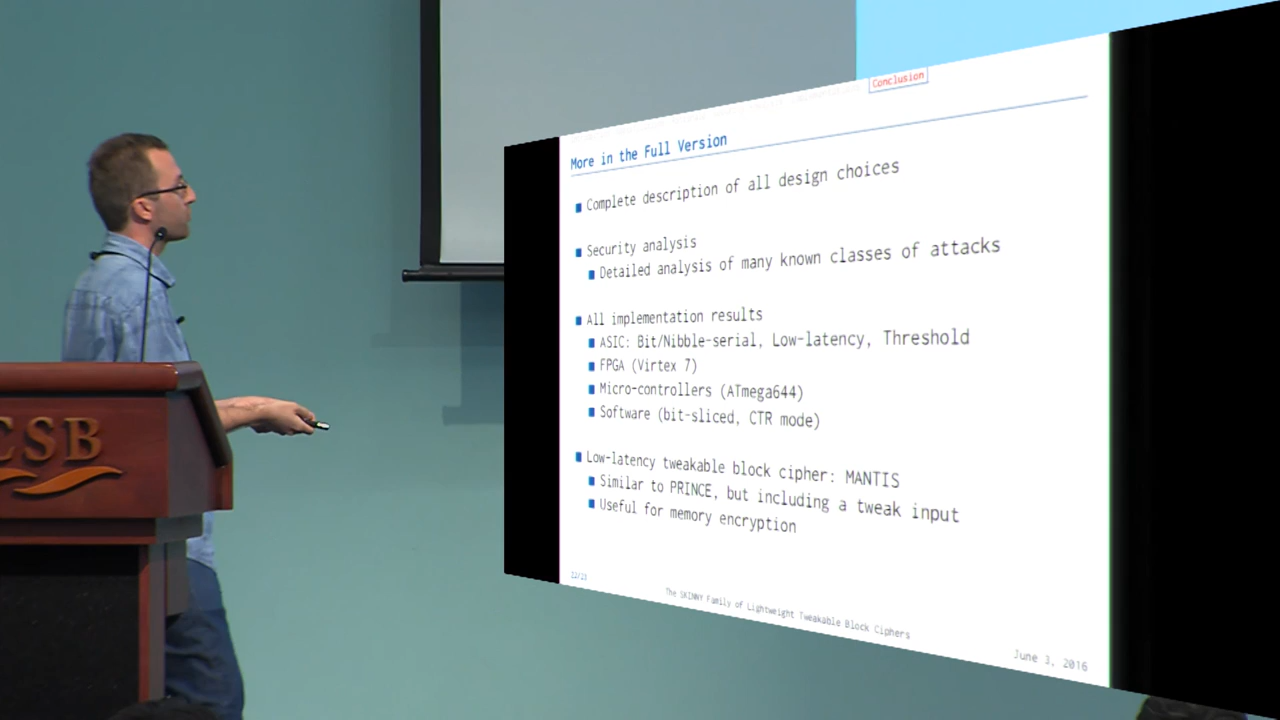 Conclusion
More in the Full Version
Complete description of all design choices
Security analysis
Detailed analysis of many known classes of attacks
All implementation results
ASIC: Bit/Nibble-serial, Low-latency, Threshold
FPGA (Virtex 7)
Micro-controllers (ATmega644)
Software (bit-sliced, CTR mode)
Low-latency tweakable block cipher: MANTIS
Similar to PRINCE, but including a tweak input
Useful for memory encryption
22/23
The SKINNY Family of Lightweight Tweakable Block Ciphers
June 3, 2016
CSB